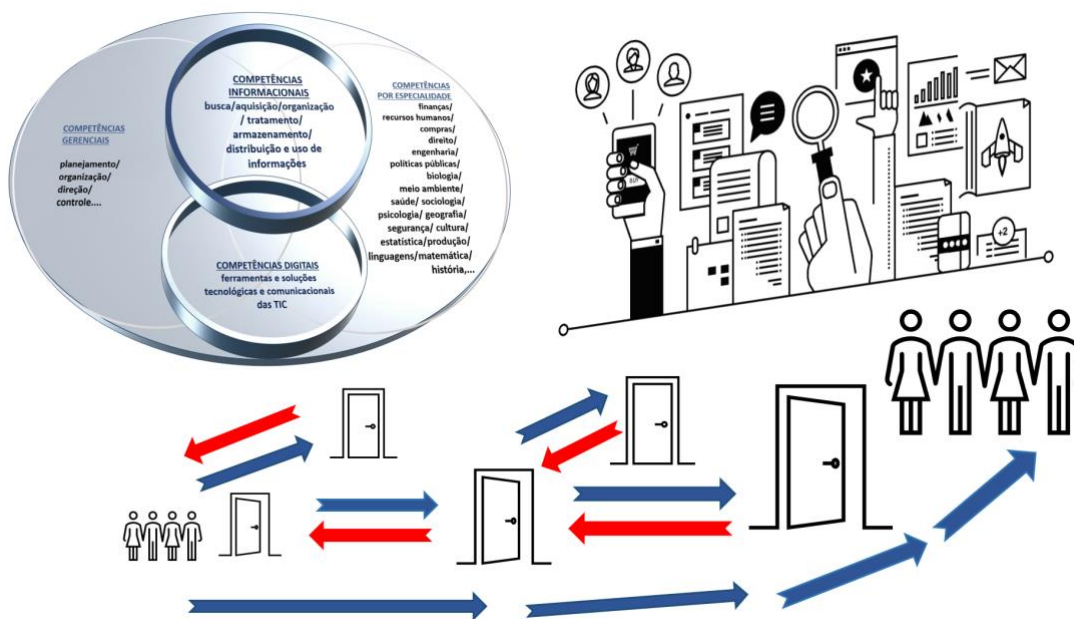 COMPETÊNCIAS
GERENCIAIS
planejamento/
organização/
direção/
controle....
COMPETÊNCIAS
INFORMACIONAIS
busca/aquisição/organização
/ tratamento/
armazenamento/
distribuição e uso de
informações
COMPETÊNCIAS
POR ESPECIALIDADE
finanças/
recursos humanos/
compras/
direito/
engenharia/
políticas públicas/
biologia/
meio ambiente/
saúde/ sociologia/
psicologia/ geografia/
segurança/ cultura/
estatística/produção/
linguagens/matemática/
história,...
COMPETÊNCIAS DIGITAIS
ferramentas e soluções
tecnológicas e comunicacionais
das TIC
+2